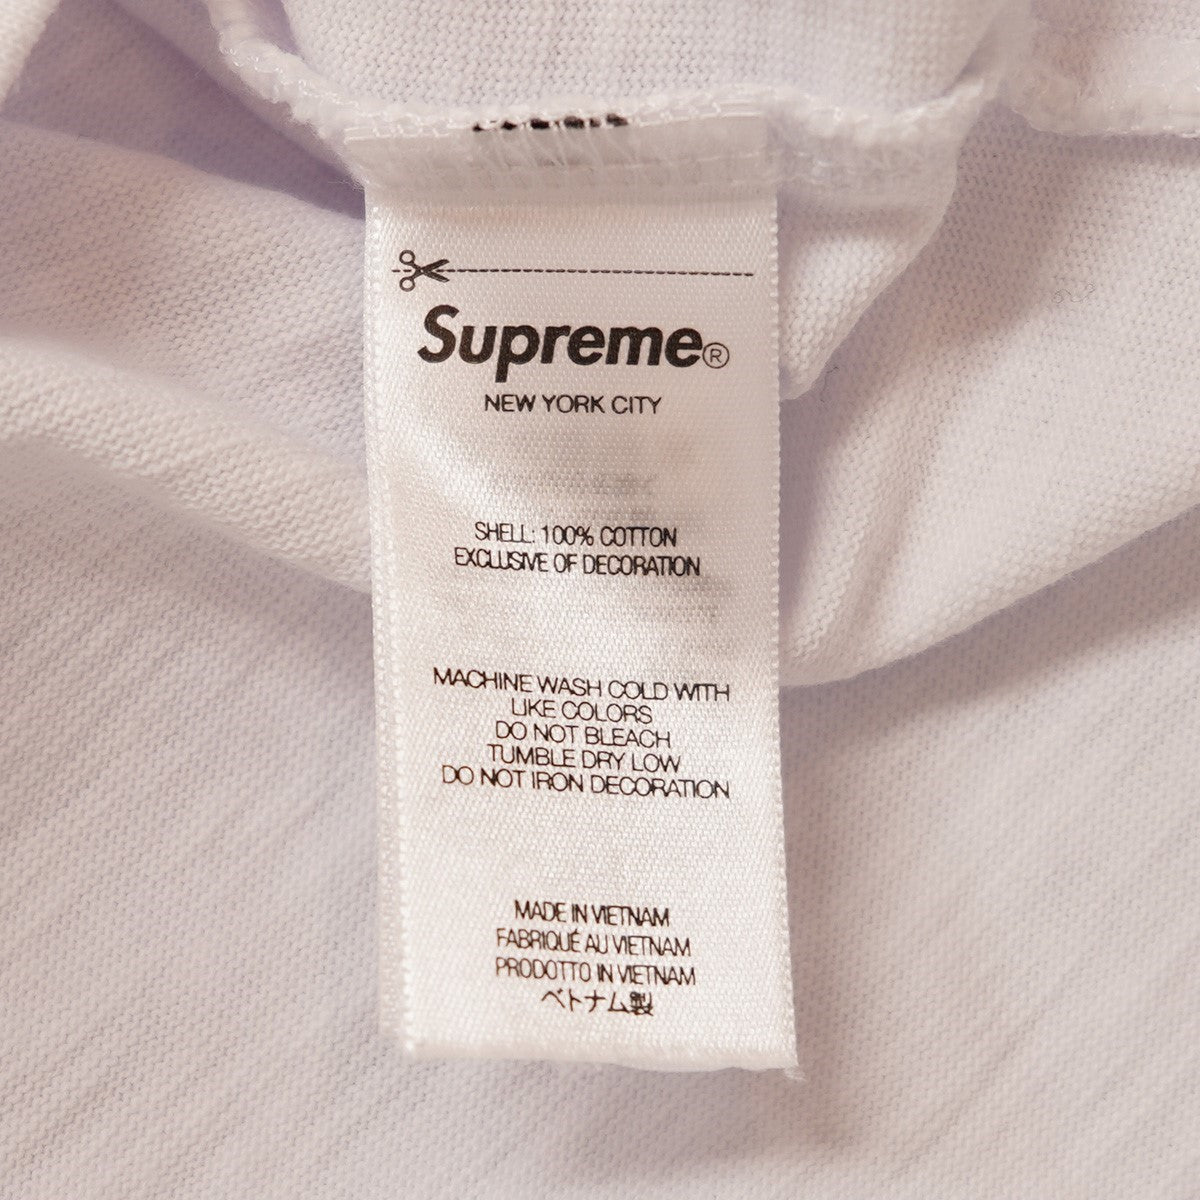 Supreme®
NEW YORK CITY
SHELL: 100% COTTON
EXCLUSIVE OF DECORATION
MACHINE WASH COLD WITH
LIKE COLORS
DO NOT BLEACH
TUMBLE DRY LOW
DO NOT IRON DECORATION
MADE IN VIETNAM
FABRIQUÉ AU VIETNAM
PRODOTTO IN VIETNAM
ベトナム製